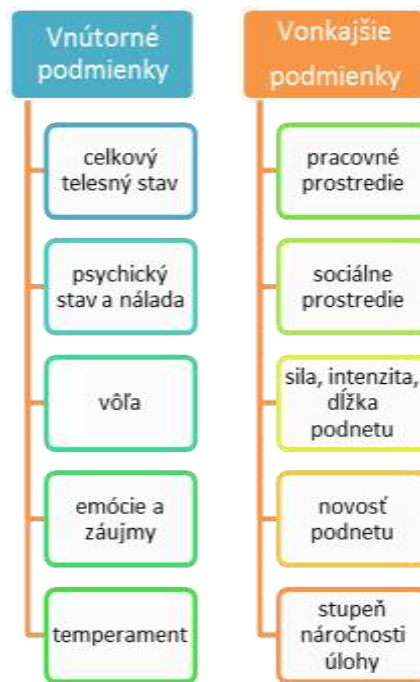 Vnútorné
podmienky
celkový
telesný stav
psychický
stav a nálada
vôľa
emócie a
záujmy
temperament
Vonkajšie
podmienky
pracovné
prostredie
sociálne
prostredie
sila, intenzita,
dĺžka
podnetu
novosť
podnetu
stupeň
náročnosti
úlohy